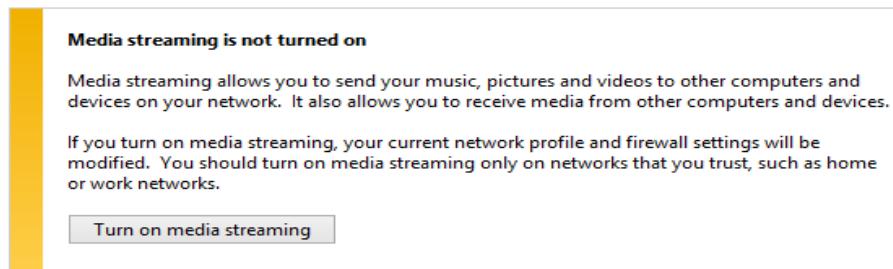 Media streaming is not turned on
Media streaming allows you to send your music, pictures and videos to other computers and
devices on your network.  It also allows you to receive media from other computers and devices.
If you turn on media streaming, your current network profile and firewall settings will be
modified.  You should turn on media streaming only on networks that you trust, such as home
or work networks.
Turn on media streaming